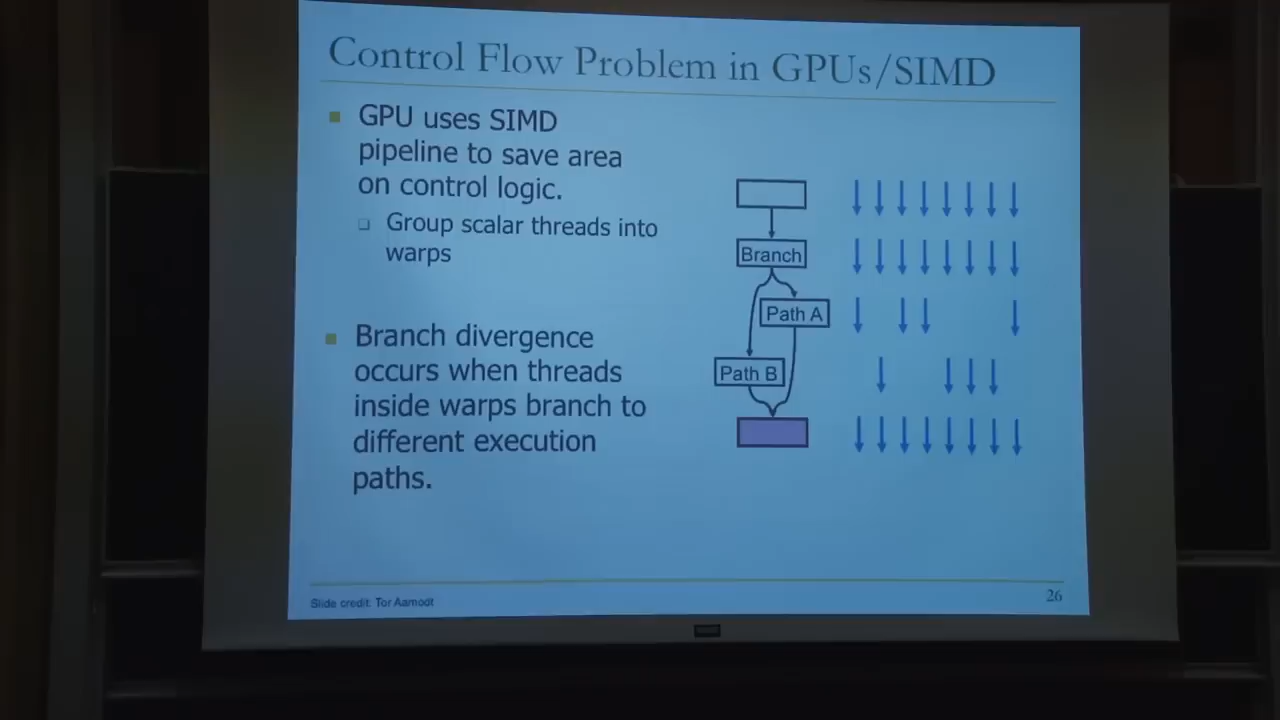 Control Flow Problem in GPUs/SIMD
GPU uses SIMD
pipeline to save area
on control logic.
Group scalar threads into
warps
Branch divergence
occurs when threads
inside warps branch to
different execution
paths.
Branch
Path A
Path B
Slide credit: Tor Aamodt
26